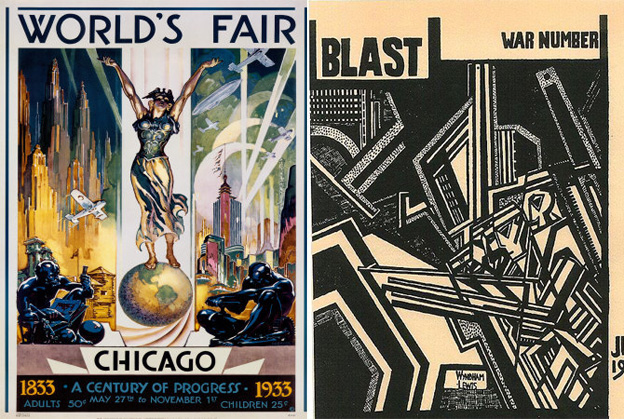 WORLD'S FAIR
CHICAGO
1833 · A CENTURY OF PROGRESS · 1933
ADULTS 50¢ MAY 27TH to NOVEMBER 1ST CHILDREN 25¢
BLAST
WAR NUMBER
WYNDHAM
LEWIS